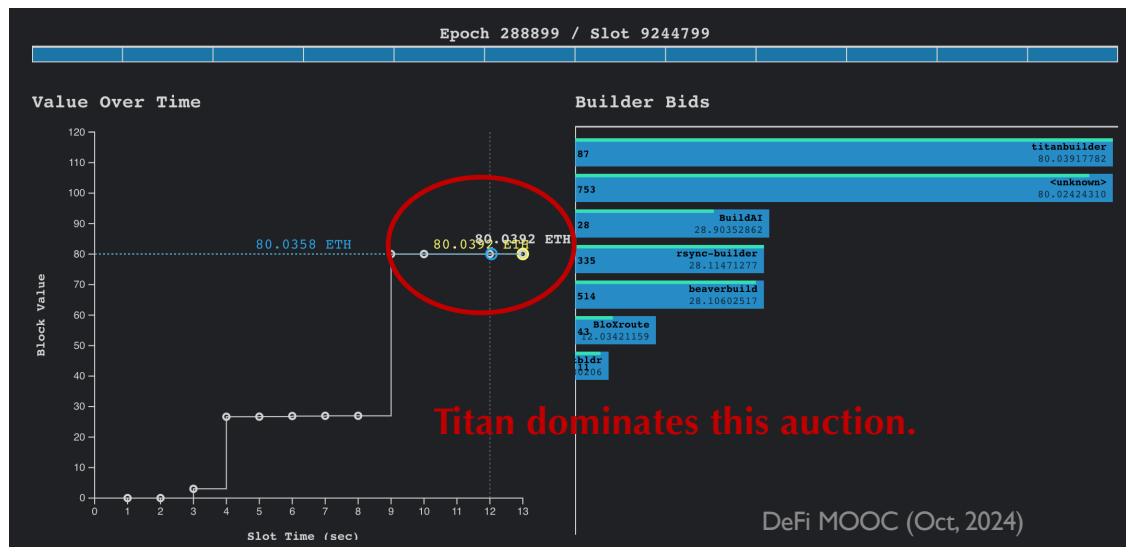 Epoch 288899 / Slot 9244799
Value Over Time
120
110
100
90
80
70
60
50
40
30
20
10
0
Block Value
80.0358 ETH
80.0392 ETH
80.0392 ETH
0 1 2 3 4 5 6 7 8 9 10 11 12 13
Slot Time (sec)
Builder Bids
87 titanbuilder
80.03917782
753 <unknown>
80.02424310
28 BuildAI
28.90352862
335 rsync-builder
28.11471277
514 beaverbuild
28.10602517
43 BloXroute
12.03421159
11
Titan dominates this auction.
DeFi MOOC (Oct, 2024)